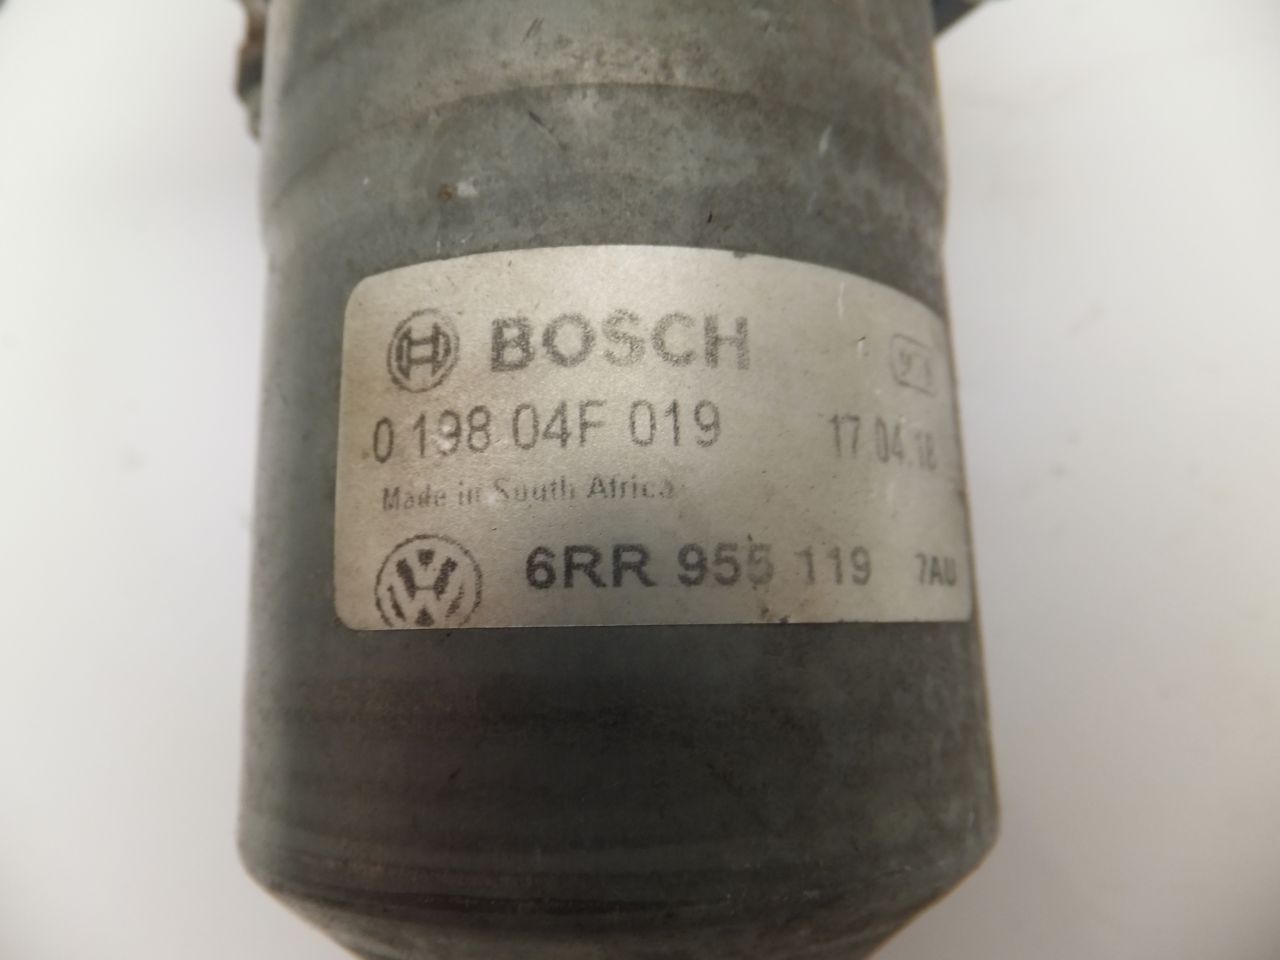 BOSCH
0 198 04F 019 17.04.18
Made in South Africa
6RR 955 119 7AU